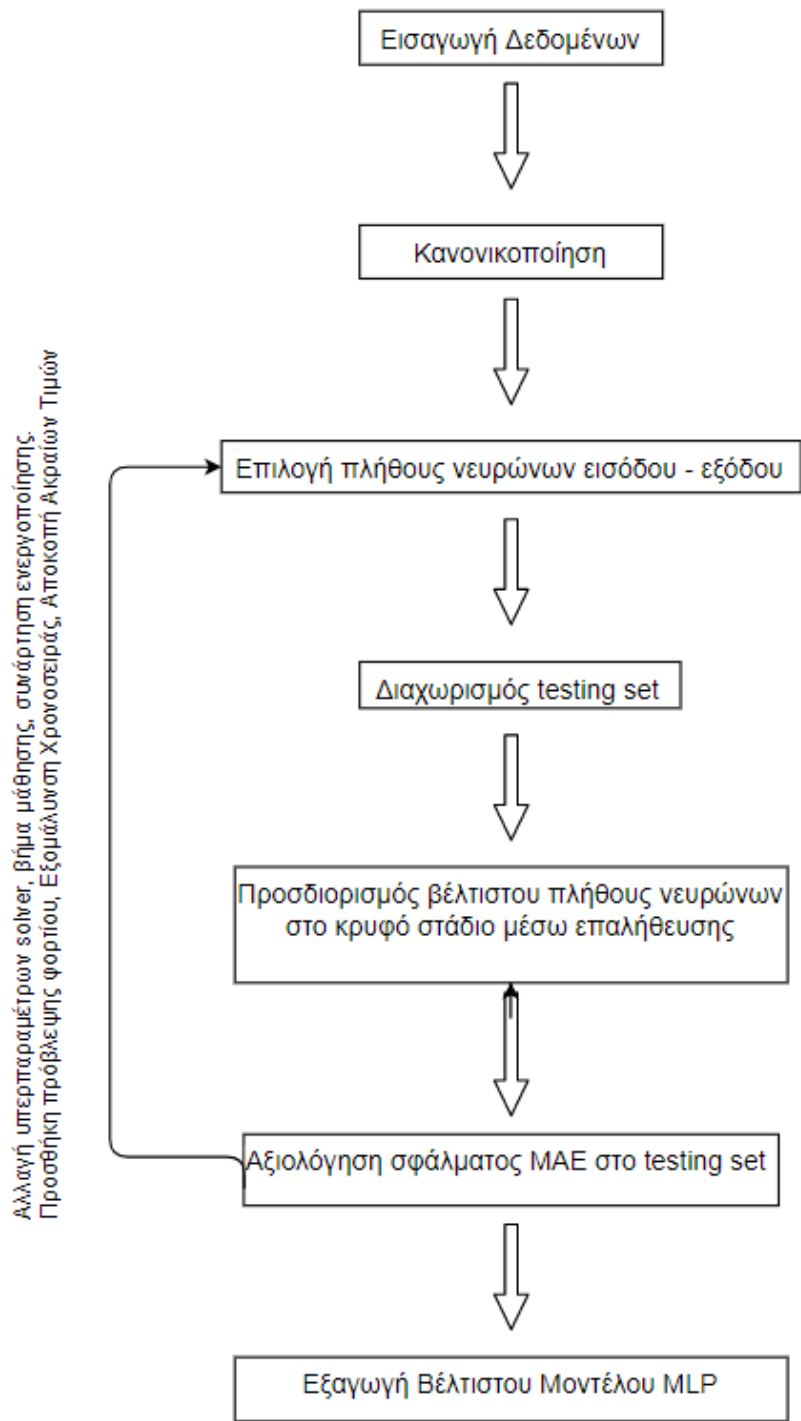 Εισαγωγή Δεδομένων
Κανονικοποίηση
Επιλογή πλήθους νευρώνων εισόδου - εξόδου
Διαχωρισμός testing set
Προσδιορισμός βέλτιστου πλήθους νευρώνων
στο κρυφό στάδιο μέσω επαλήθευσης
Αξιολόγηση σφάλματος MAE στο testing set
Εξαγωγή Βέλτιστου Μοντέλου MLP
Αλλαγή υπερπαραμέτρων solver, βήμα μάθησης, συνάρτηση ενεργοποίησης.
Προσθήκη πρόβλεψης φορτίου, Εξομάλυνση Χρονοσειράς, Αποκοπή Ακραίων Τιμών